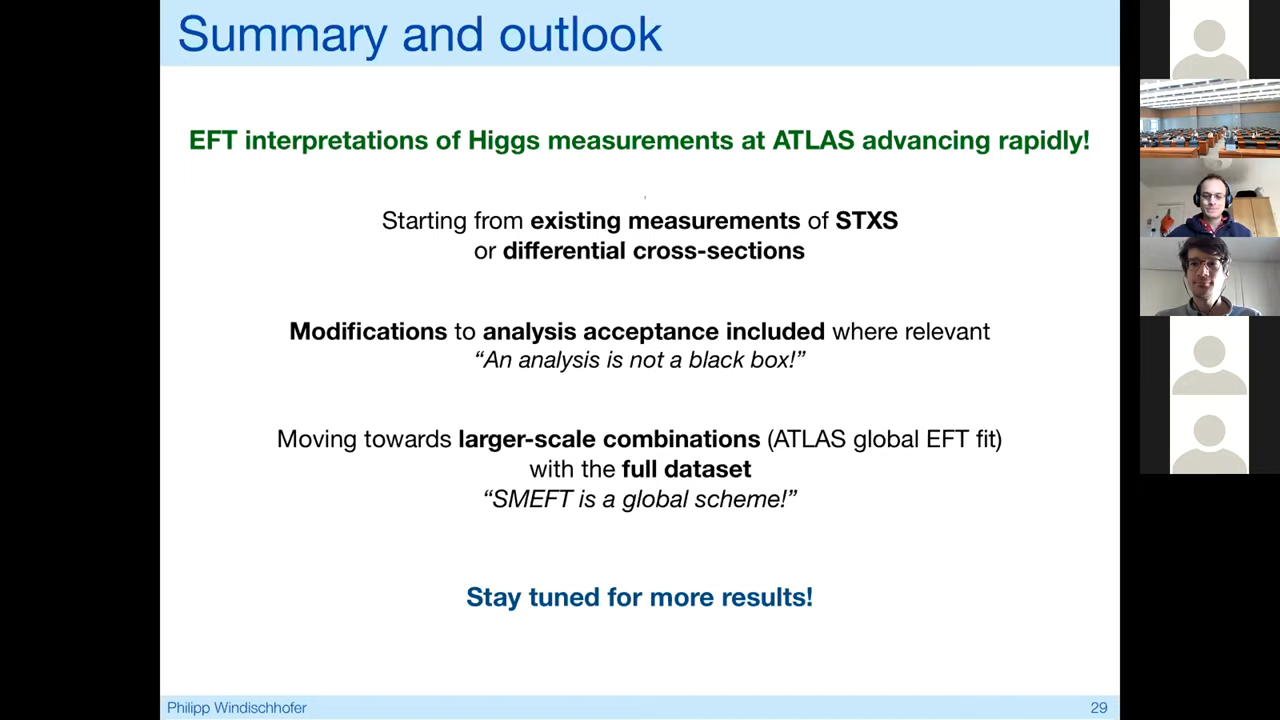 Summary and outlook
EFT interpretations of Higgs measurements at ATLAS advancing rapidly!
Starting from existing measurements of STXS
or differential cross-sections
Modifications to analysis acceptance included where relevant
“An analysis is not a black box!”
Moving towards larger-scale combinations (ATLAS global EFT fit)
with the full dataset
“SMEFT is a global scheme!”
Stay tuned for more results!
Philipp Windischhofer
29